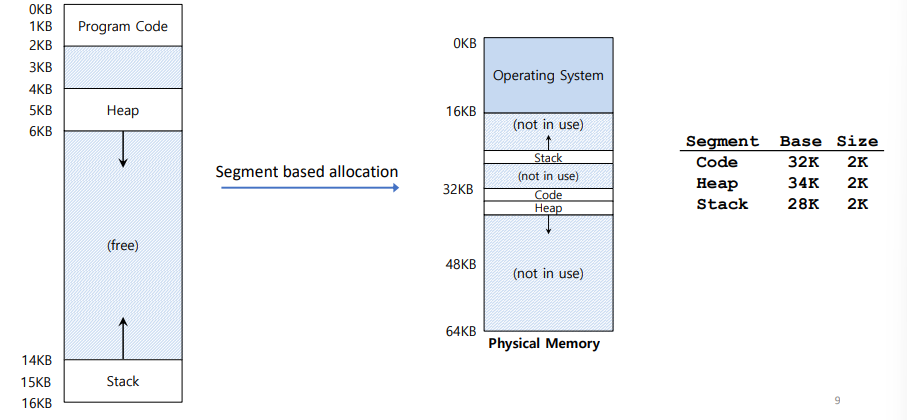 0KB
1KB
2KB
3KB
4KB
5KB
6KB
14KB
15KB
16KB
Program Code
Heap
(free)
Stack
Segment based allocation
0KB
16KB
32KB
48KB
64KB
Operating System
(not in use)
Stack
(not in use)
Code
Heap
(not in use)
Physical Memory
Segment Base Size
Code 32K 2K
Heap 34K 2K
Stack 28K 2K
9